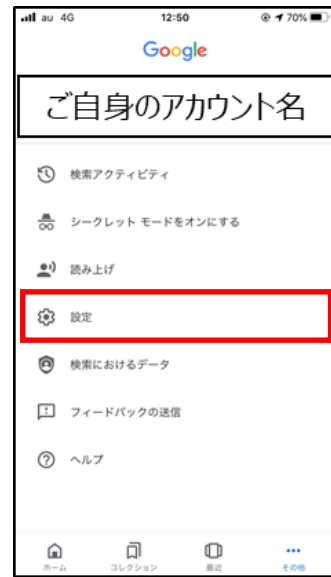 au 4G 12:50 70%
Google
ご自身のアカウント名
検索アクティビティ
シークレット モードをオンにする
読み上げ
設定
検索におけるデータ
フィードバックの送信
ヘルプ
ホーム コレクション 最近 その他